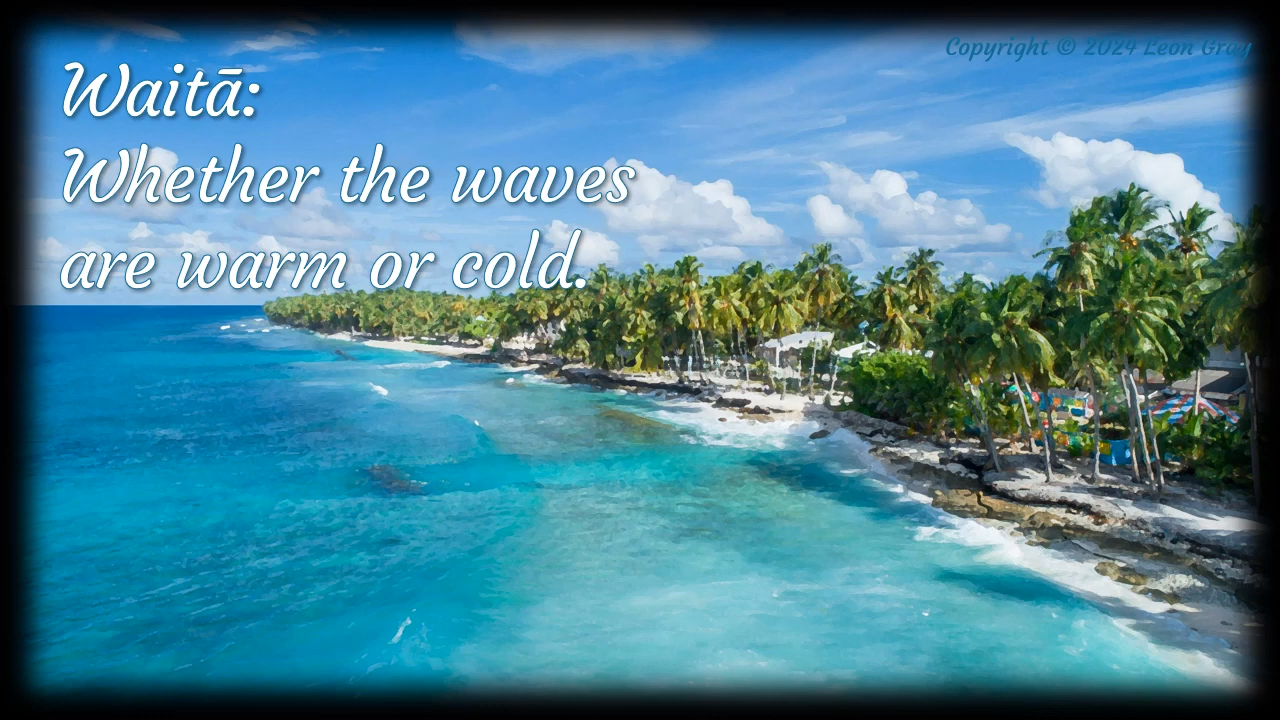 Copyright © 2024 Leon Gray
Waitā:
Whether the waves
are warm or cold.